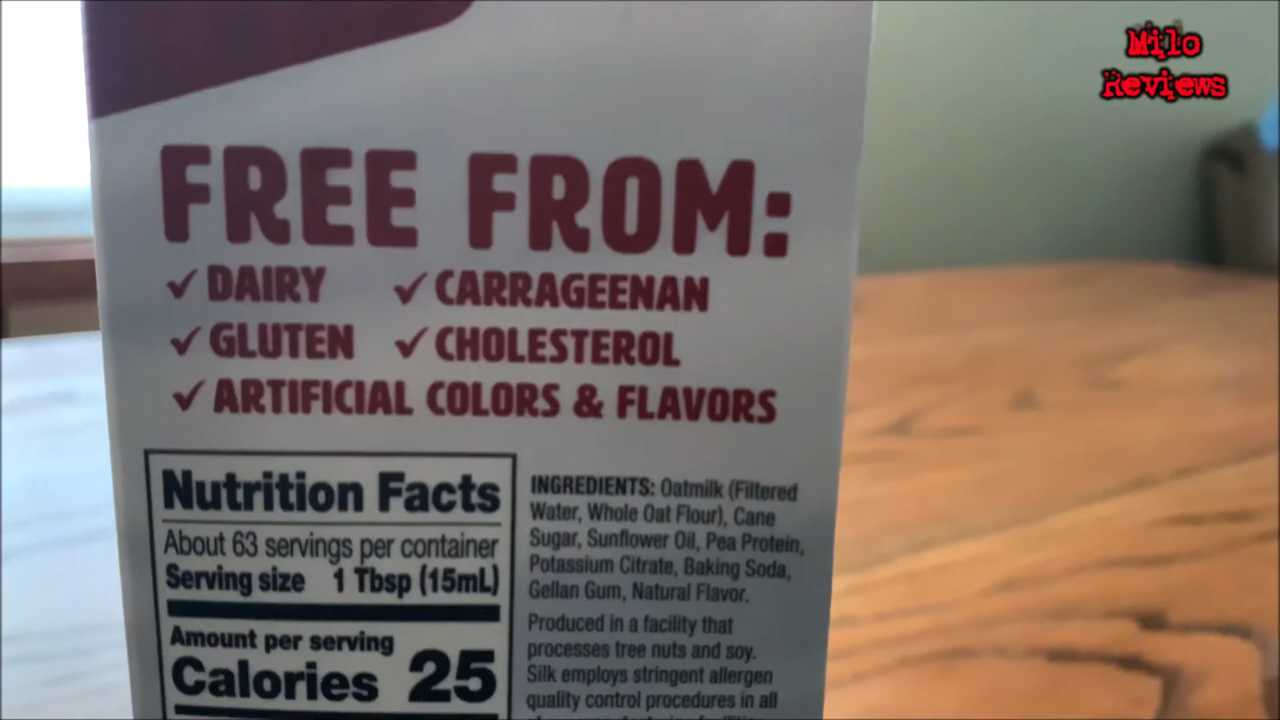 Milo
Reviews
FREE FROM:
✓ DAIRY ✓ CARRAGEENAN
✓ GLUTEN ✓ CHOLESTEROL
✓ ARTIFICIAL COLORS & FLAVORS
Nutrition Facts
About 63 servings per container
Serving size 1 Tbsp (15mL)
Amount per serving
Calories 25
INGREDIENTS: Oatmilk (Filtered
Water, Whole Oat Flour), Cane
Sugar, Sunflower Oil, Pea Protein,
Potassium Citrate, Baking Soda,
Gellan Gum, Natural Flavor.
Produced in a facility that
processes tree nuts and soy.
Silk employs stringent allergen
quality control procedures in all